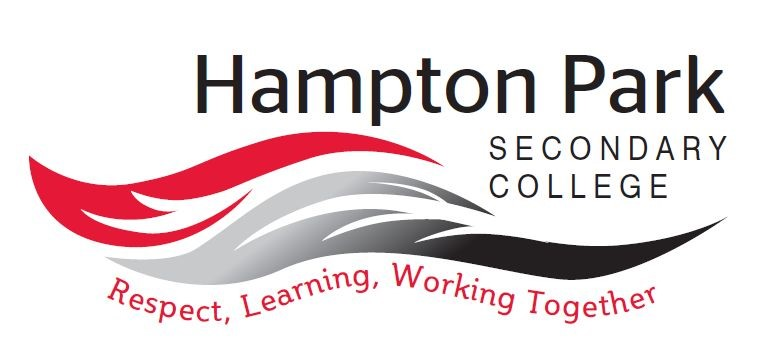 Hampton Park
SECONDARY
COLLEGE
Respect, Learning, Working Together